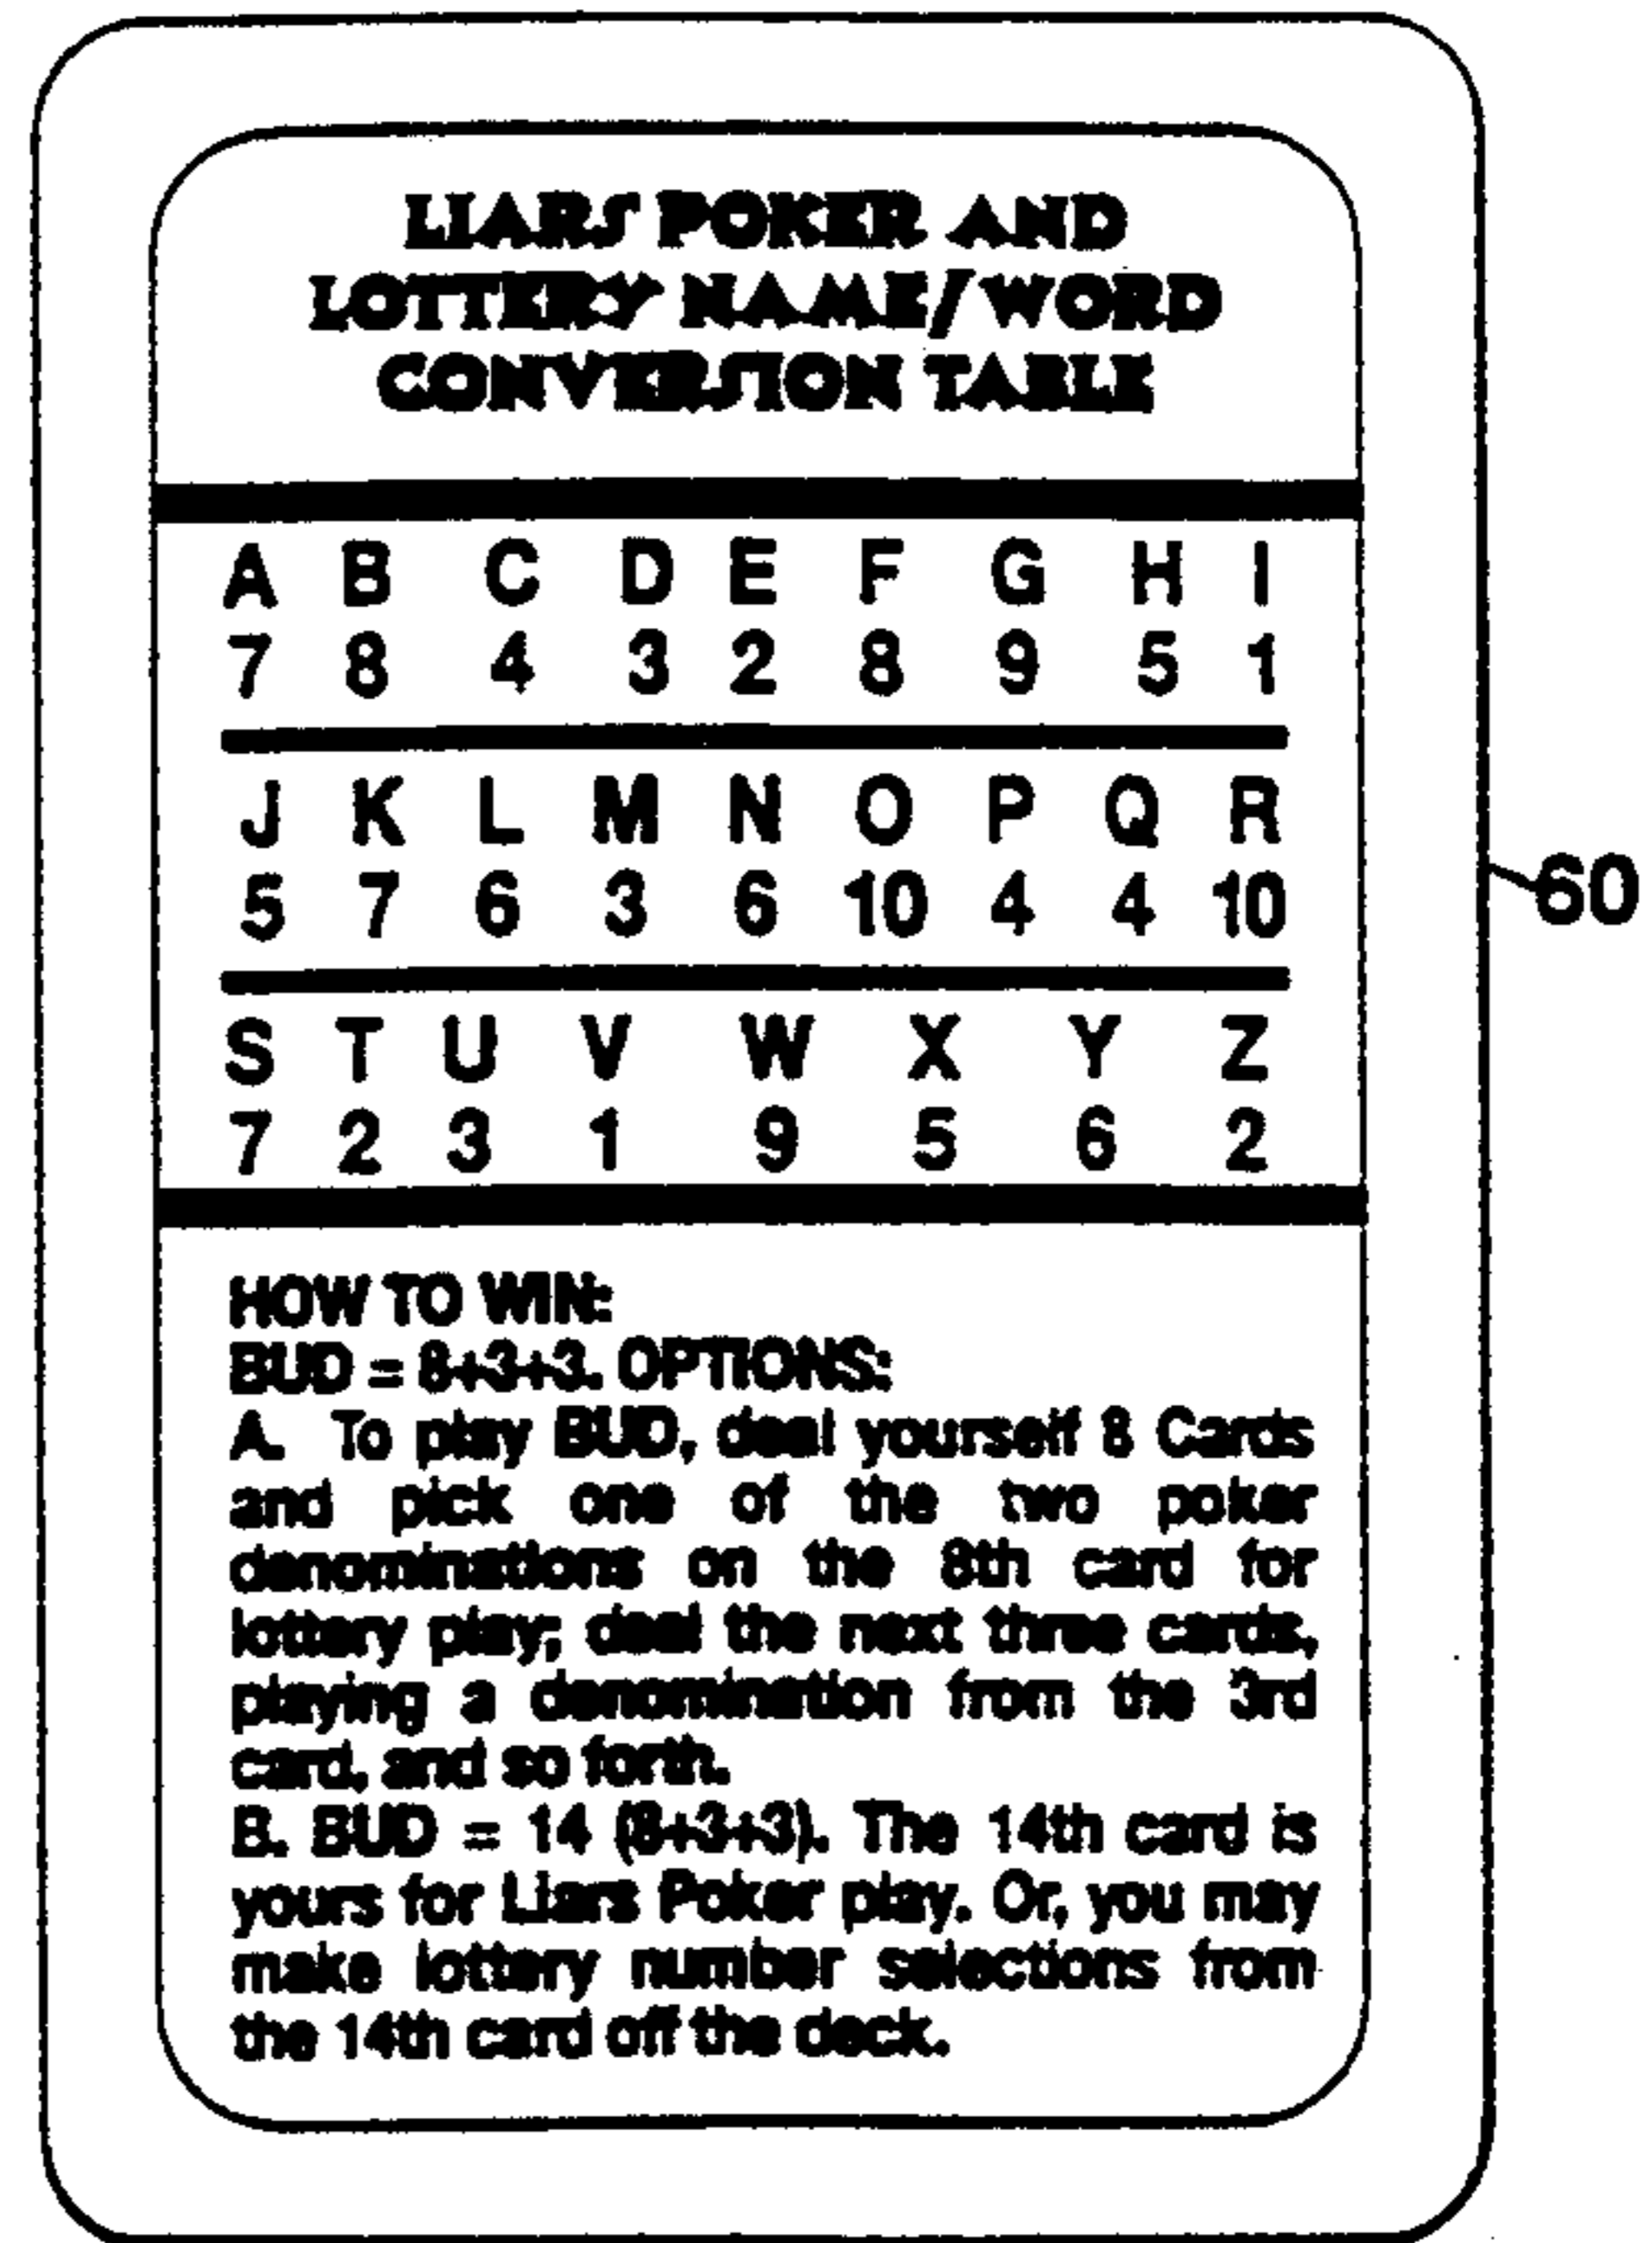 LIARS POKER AND
LOTTERY NAME/WORD
CONVERSION TABLE
A B C D E F G H I
7 8 4 3 2 8 9 5 1
J K L M N O P Q R
5 7 6 3 6 10 4 4 10
60
S T U V W X Y Z
7 2 3 1 9 5 6 2
HOW TO WIN:
BUD = 8+3+3. OPTIONS:
A. To play BUD, deal yourself 8 Cards
and pick one of the two poker
denominations on the 8th card for
lottery play; deal the next three cards,
playing a denomination from the 3rd
card, and so forth.
B. BUD = 14 (8+3+3). The 14th card is
yours for Liars Poker play. Or, you may
make lottery number selections from
the 14th card off the deck.